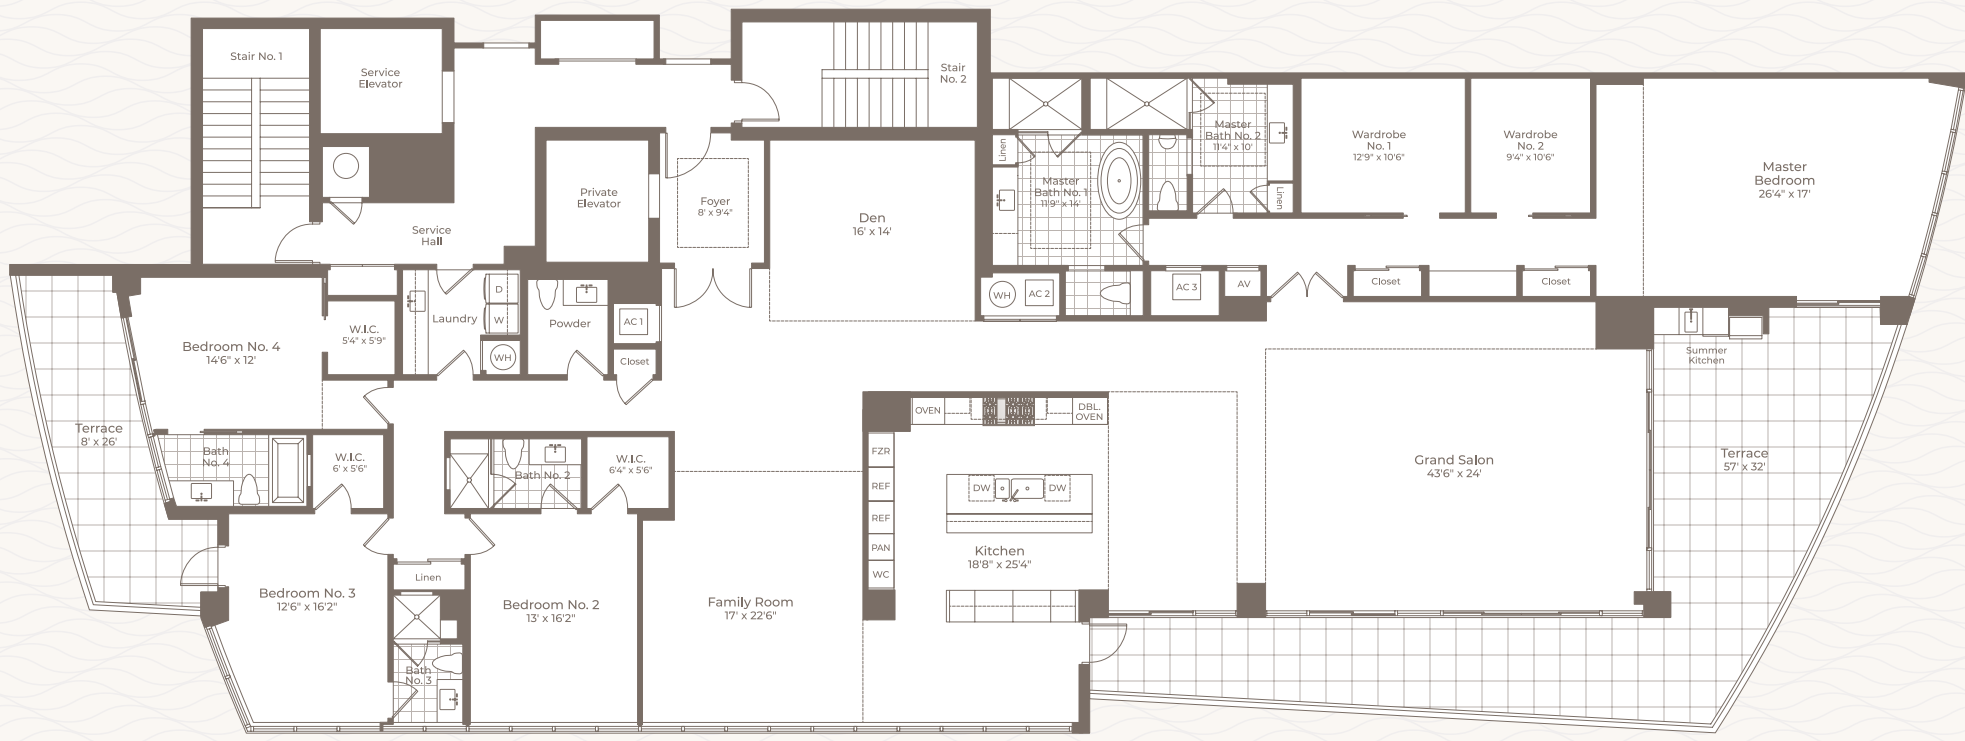 Stair No. 1
Service
Elevator
Stair
No. 2
Private
Elevator
Foyer
8' x 9'4"
Service
Hall
Den
16' x 14'
Linen
Master
Bath No. 1
11'9" x 14'
Master
Bath No. 2
11'4" x 10'
Linen
Wardrobe
No. 1
12'9" x 10'6"
Wardrobe
No. 2
9'4" x 10'6"
Master
Bedroom
26'4" x 17'
WH
AC 2
AC 3
AV
Closet
Closet
Summer
Kitchen
Bedroom No. 4
14'6" x 12'
W.I.C.
5'4" x 5'9"
Laundry
D
W
WH
Powder
AC 1
Closet
Terrace
8' x 26'
Bath
No. 4
W.I.C.
6' x 5'6"
Bath No. 2
W.I.C.
6'4" x 5'6"
OVEN
DBL.
OVEN
FZR
REF
REF
PAN
WC
DW
DW
Kitchen
18'8" x 25'4"
Grand Salon
43'6" x 24'
Terrace
57' x 32'
Linen
Bedroom No. 3
12'6" x 16'2"
Bath
No. 3
Bedroom No. 2
13' x 16'2"
Family Room
17' x 22'6"